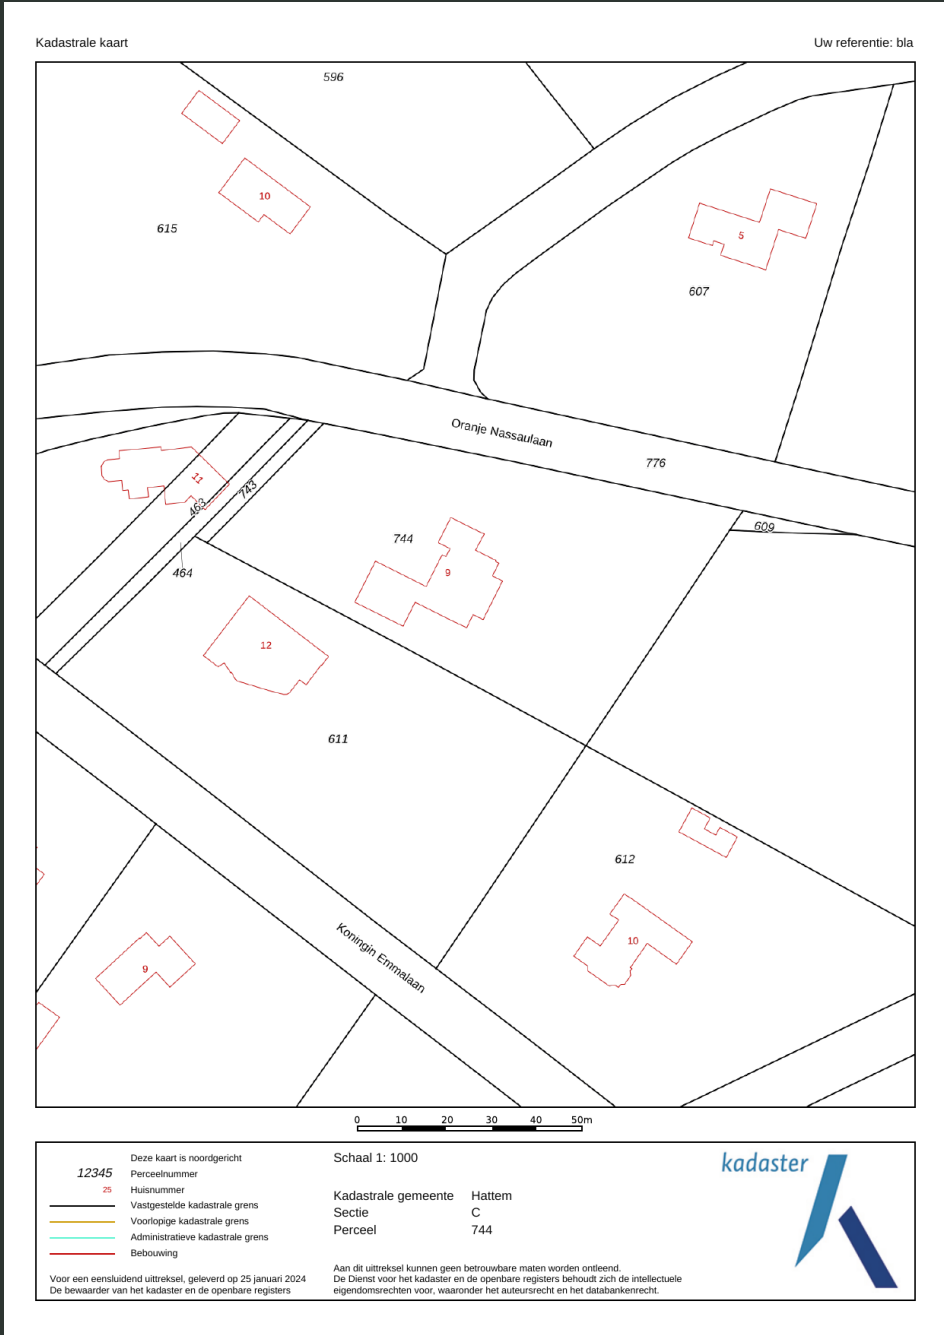 Kadastrale kaart
Uw referentie: bla
596
10
615
5
607
Oranje Nassaulaan
776
11
463
743
609
744
464
9
12
611
612
10
Koningin Emmalaan
9
0 10 20 30 40 50m
Deze kaart is noordgericht
12345 Perceelnummer
25 Huisnummer
Vastgestelde kadastrale grens
Voorlopige kadastrale grens
Administratieve kadastrale grens
Bebouwing
Voor een eensluidend uittreksel, geleverd op 25 januari 2024
De bewaarder van het kadaster en de openbare registers
Schaal 1: 1000
Kadastrale gemeente Hattem
Sectie C
Perceel 744
Aan dit uittreksel kunnen geen betrouwbare maten worden ontleend.
De Dienst voor het kadaster en de openbare registers behoudt zich de intellectuele
eigendomsrechten voor, waaronder het auteursrecht en het databankenrecht.
kadaster